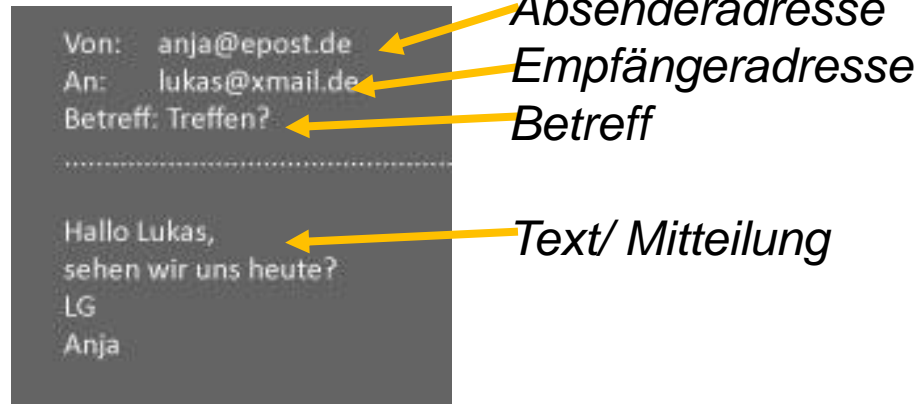 Absenderadresse
Von: anja@epost.de
An: lukas@xmail.de
Empfängeradresse
Betreff: Treffen?
Betreff
Hallo Lukas,
Text/ Mitteilung
sehen wir uns heute?
LG
Anja